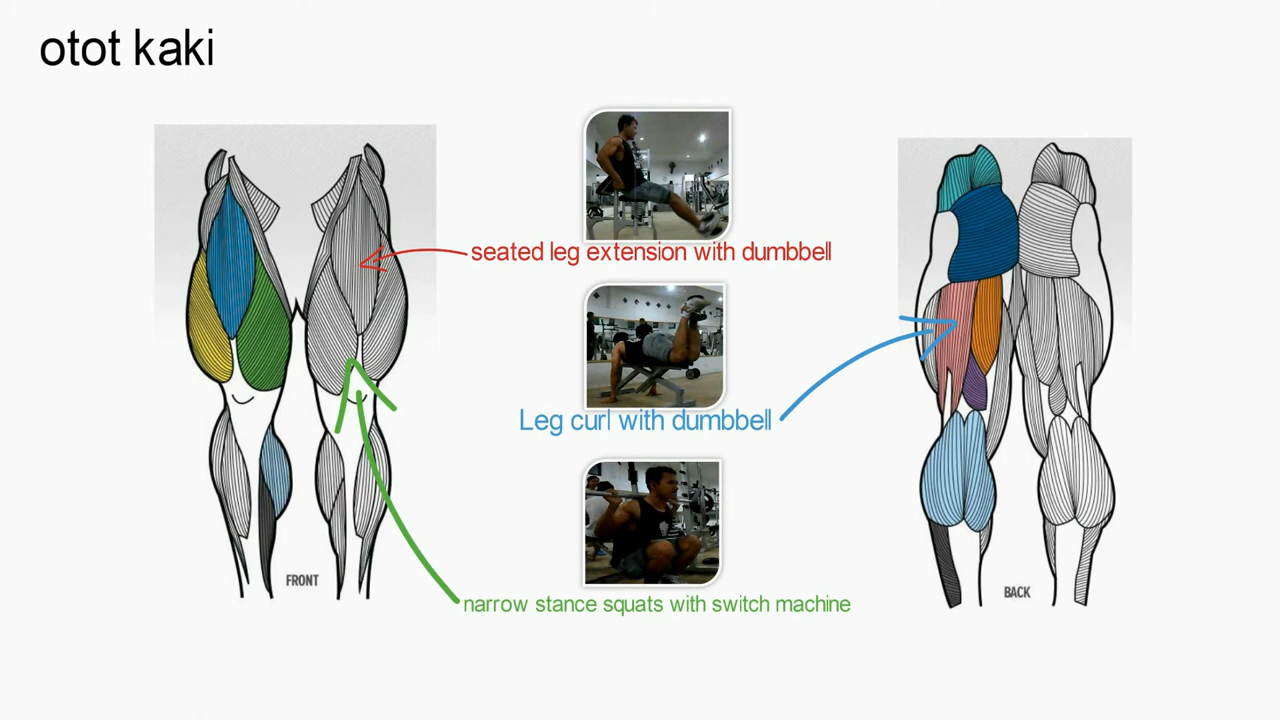 otot kaki
seated leg extension with dumbbell
Leg curl with dumbbell
FRONT
BACK
narrow stance squats with switch machine